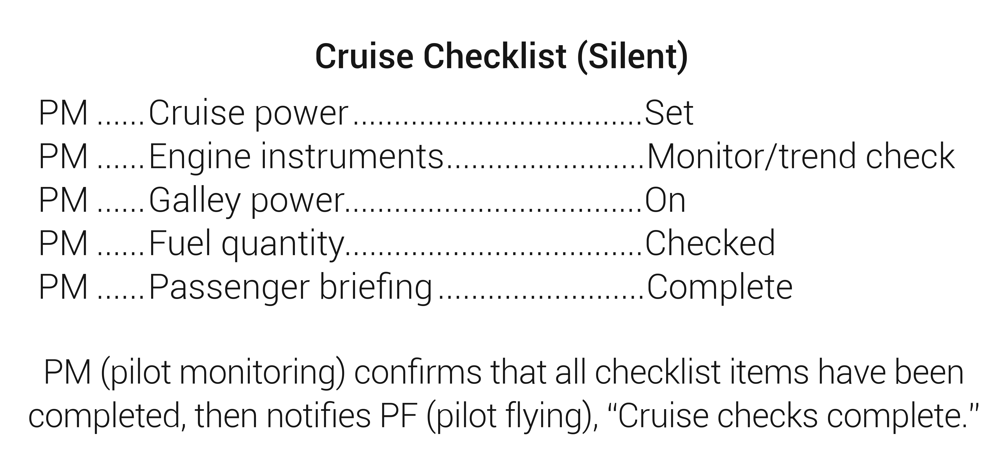 Cruise Checklist (Silent)
PM ......Cruise power...................................Set
PM ......Engine instruments........................Monitor/trend check
PM ......Galley power....................................On
PM ......Fuel quantity....................................Checked
PM ......Passenger briefing.........................Complete
PM (pilot monitoring) confirms that all checklist items have been
completed, then notifies PF (pilot flying), “Cruise checks complete.”